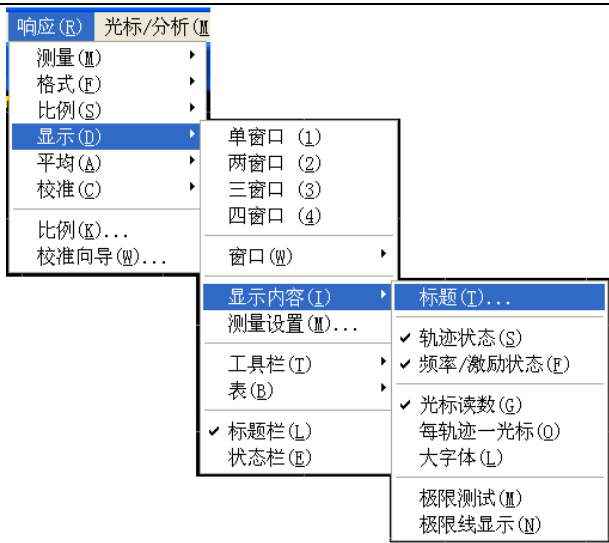 响应(R) 光标/分析(M
测量(M)
格式(F)
比例(S)
显示(D)
平均(A)
校准(C)
比例(K)...
校准向导(W)...
单窗口 (1)
两窗口 (2)
三窗口 (3)
四窗口 (4)
窗口(W)
显示内容(I)
测量设置(M)...
工具栏(T)
表(B)
标题栏(L)
状态栏(E)
标题(T)...
轨迹状态(S)
频率/激励状态(F)
光标读数(G)
每轨迹一光标(O)
大字体(L)
极限测试(M)
极限线显示(N)